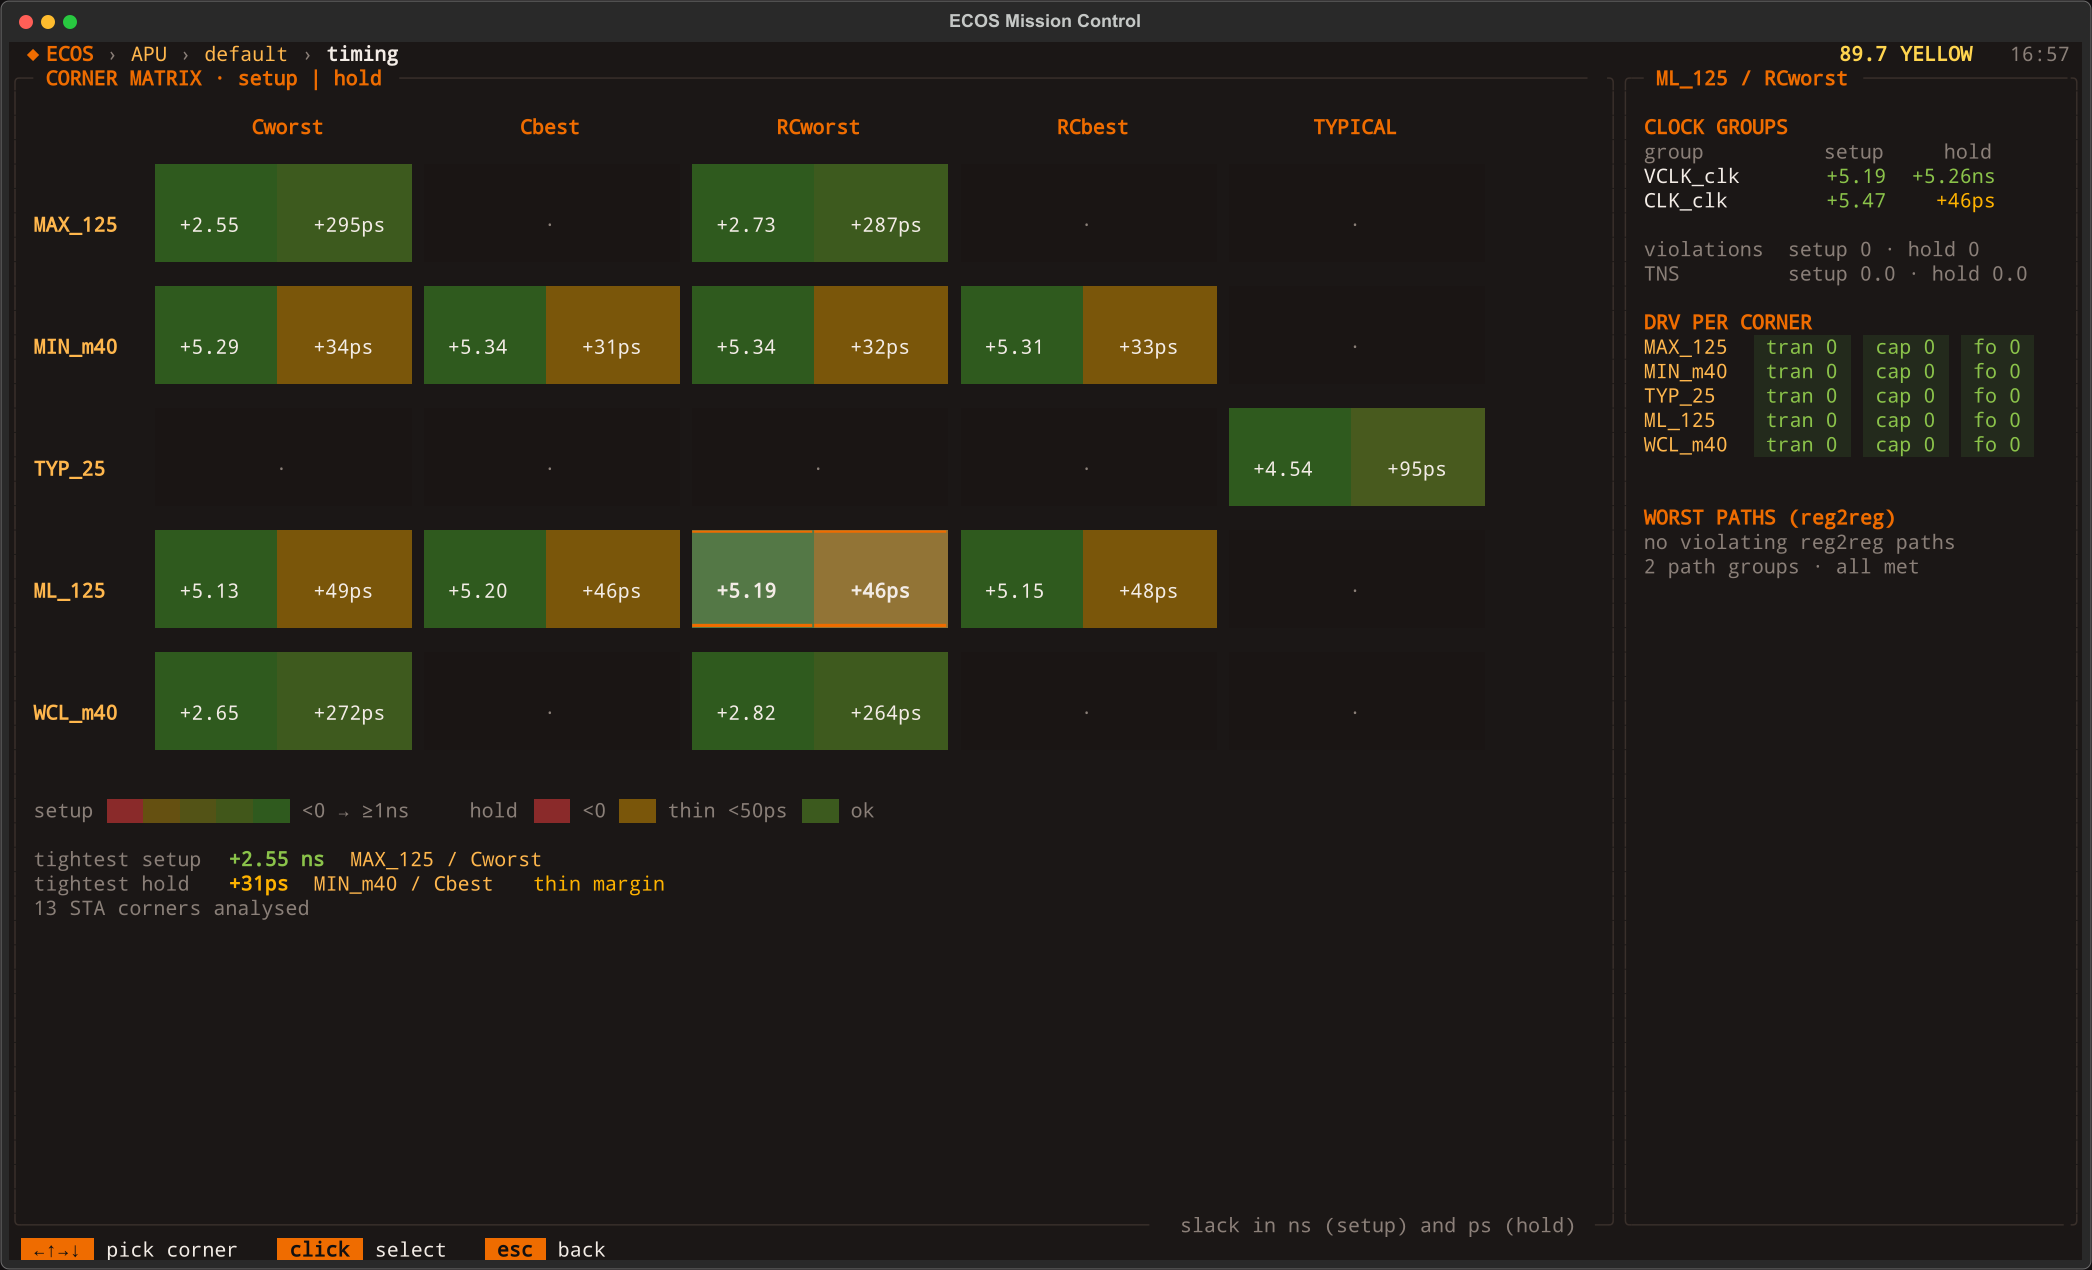 ECOS Mission Control
◆ ECOS › APU › default › timing 89.7 YELLOW 16:57
CORNER MATRIX · setup | hold
Cworst Cbest RCworst RCbest TYPICAL
MAX_125 +2.55 +295ps · +2.73 +287ps · ·
MIN_m40 +5.29 +34ps +5.34 +31ps +5.34 +32ps +5.31 +33ps ·
TYP_25 · · · · +4.54 +95ps
ML_125 +5.13 +49ps +5.20 +46ps +5.19 +46ps +5.15 +48ps ·
WCL_m40 +2.65 +272ps · +2.82 +264ps · ·
setup <0 → ≥1ns hold <0 thin <50ps ok
tightest setup +2.55 ns MAX_125 / Cworst
tightest hold +31ps MIN_m40 / Cbest thin margin
13 STA corners analysed
slack in ns (setup) and ps (hold)
ML_125 / RCworst
CLOCK GROUPS
group setup hold
VCLK_clk +5.19 +5.26ns
CLK_clk +5.47 +46ps
violations setup 0 · hold 0
TNS setup 0.0 · hold 0.0
DRV PER CORNER
MAX_125 tran 0 cap 0 fo 0
MIN_m40 tran 0 cap 0 fo 0
TYP_25 tran 0 cap 0 fo 0
ML_125 tran 0 cap 0 fo 0
WCL_m40 tran 0 cap 0 fo 0
WORST PATHS (reg2reg)
no violating reg2reg paths
2 path groups · all met
←↑→↓ pick corner click select esc back